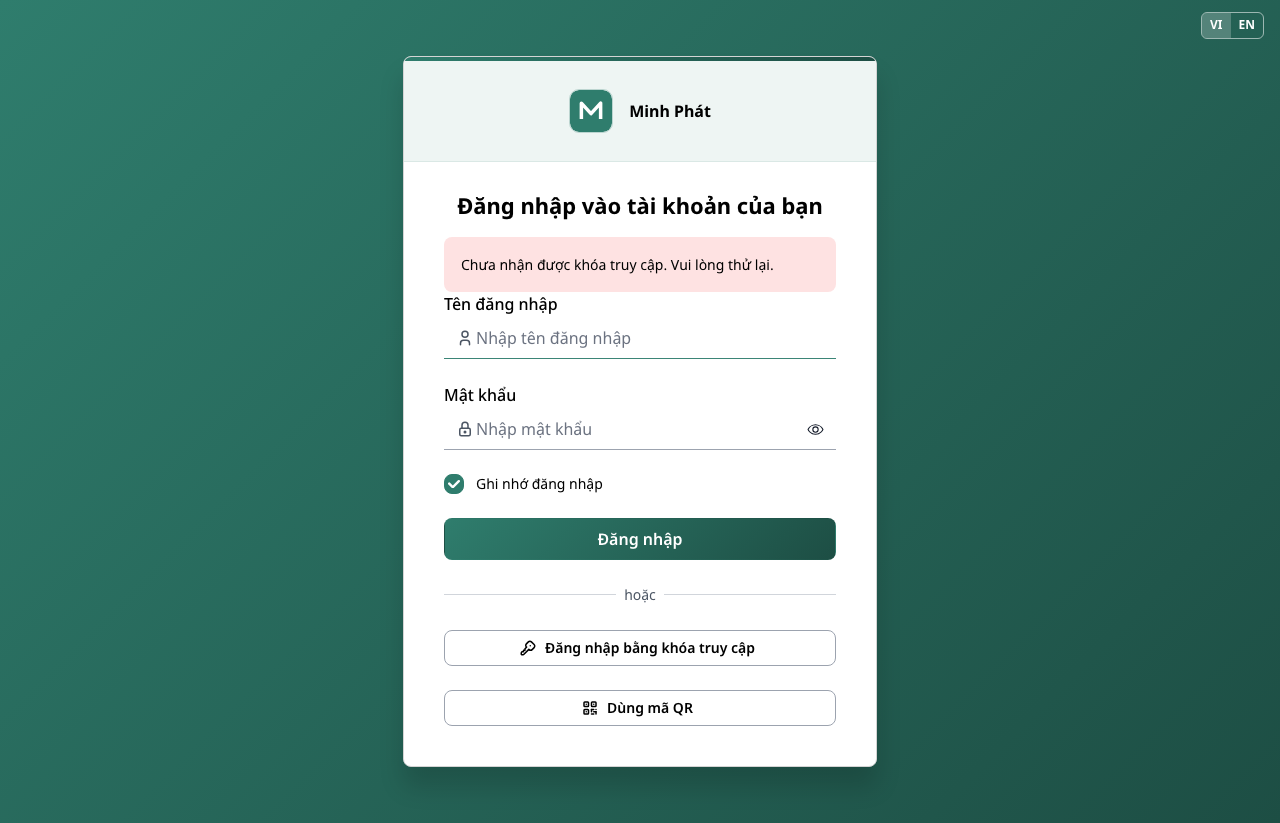 VI EN
Minh Phát
Đăng nhập vào tài khoản của bạn
Chưa nhận được khóa truy cập. Vui lòng thử lại.
Tên đăng nhập
Nhập tên đăng nhập
Mật khẩu
Nhập mật khẩu
Ghi nhớ đăng nhập
Đăng nhập
hoặc
Đăng nhập bằng khóa truy cập
Dùng mã QR